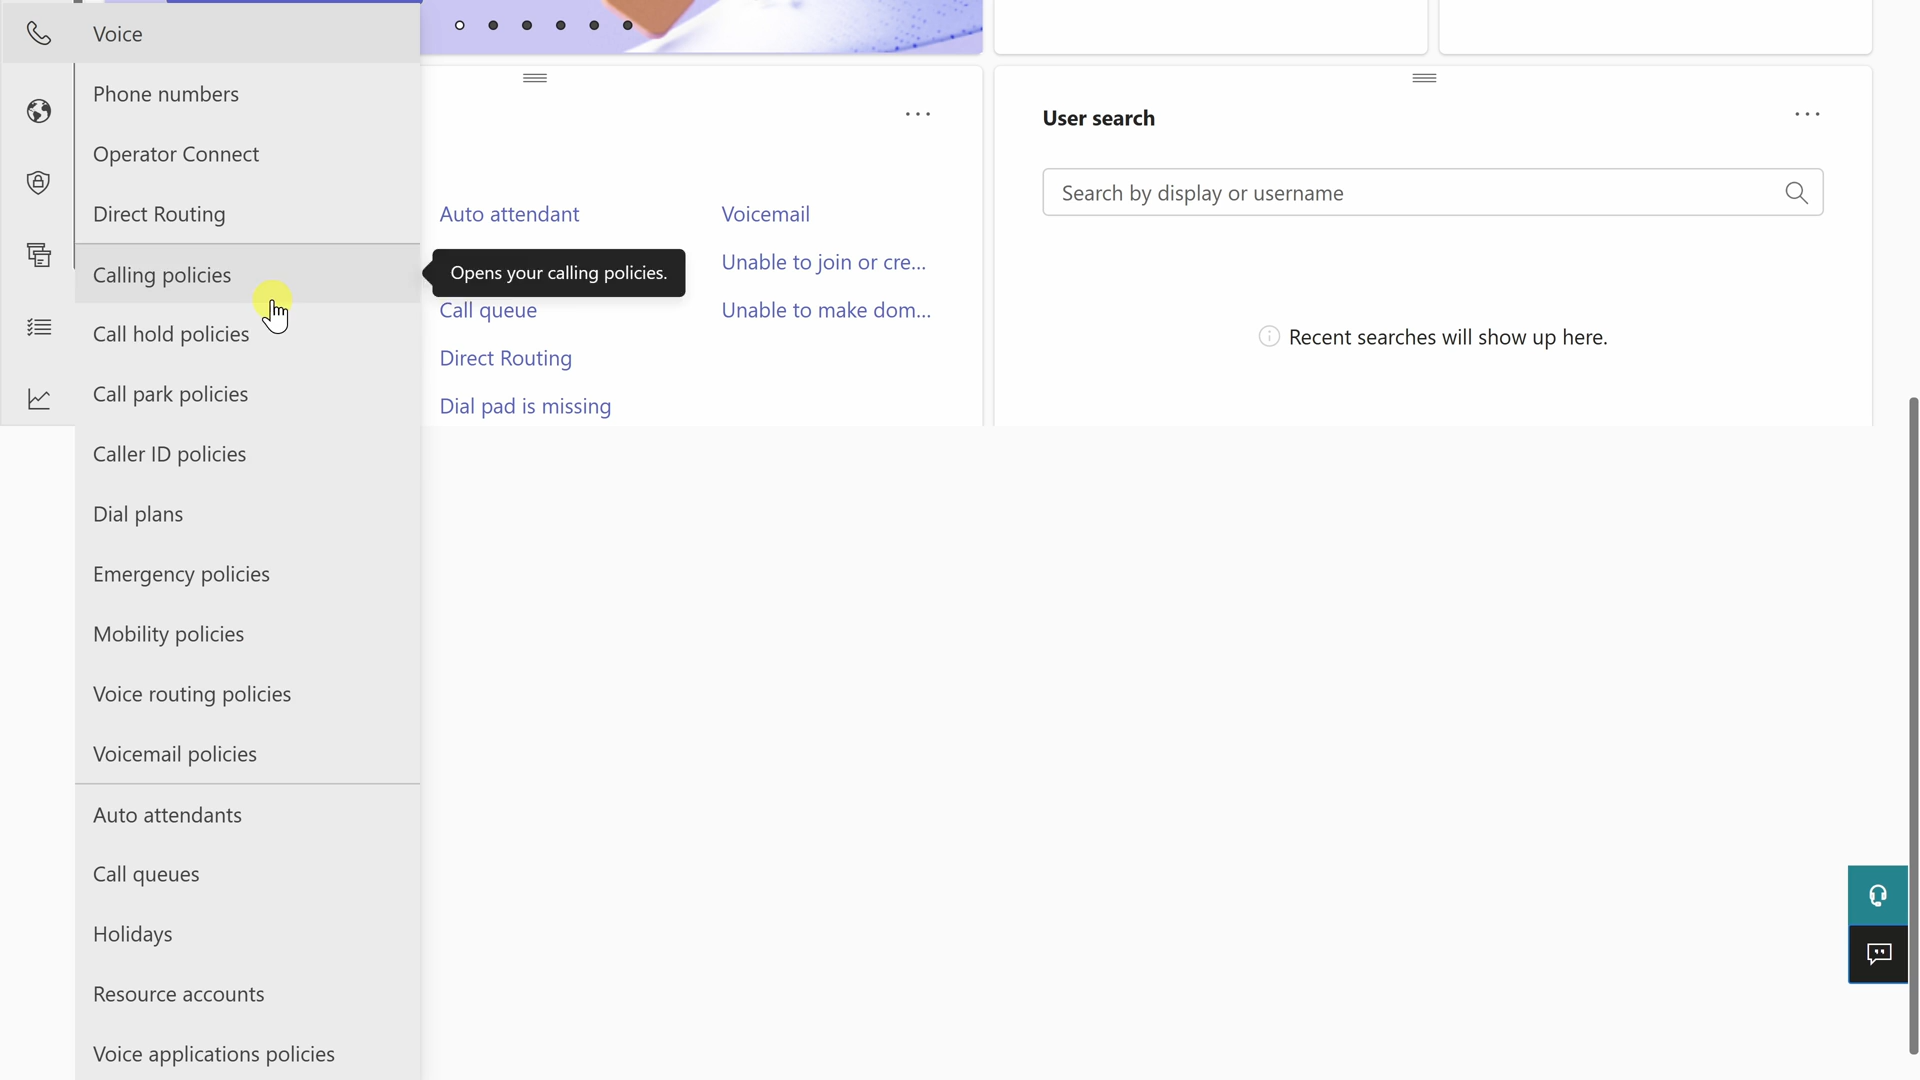 Voice
Phone numbers
Operator Connect
Direct Routing
Calling policies
Call hold policies
Call park policies
Caller ID policies
Dial plans
Emergency policies
Mobility policies
Voice routing policies
Voicemail policies
Auto attendants
Call queues
Holidays
Resource accounts
Voice applications policies
Opens your calling policies.
Auto attendant
Call queue
Direct Routing
Dial pad is missing
Voicemail
Unable to join or cre...
Unable to make dom...
User search
Search by display or username
Recent searches will show up here.